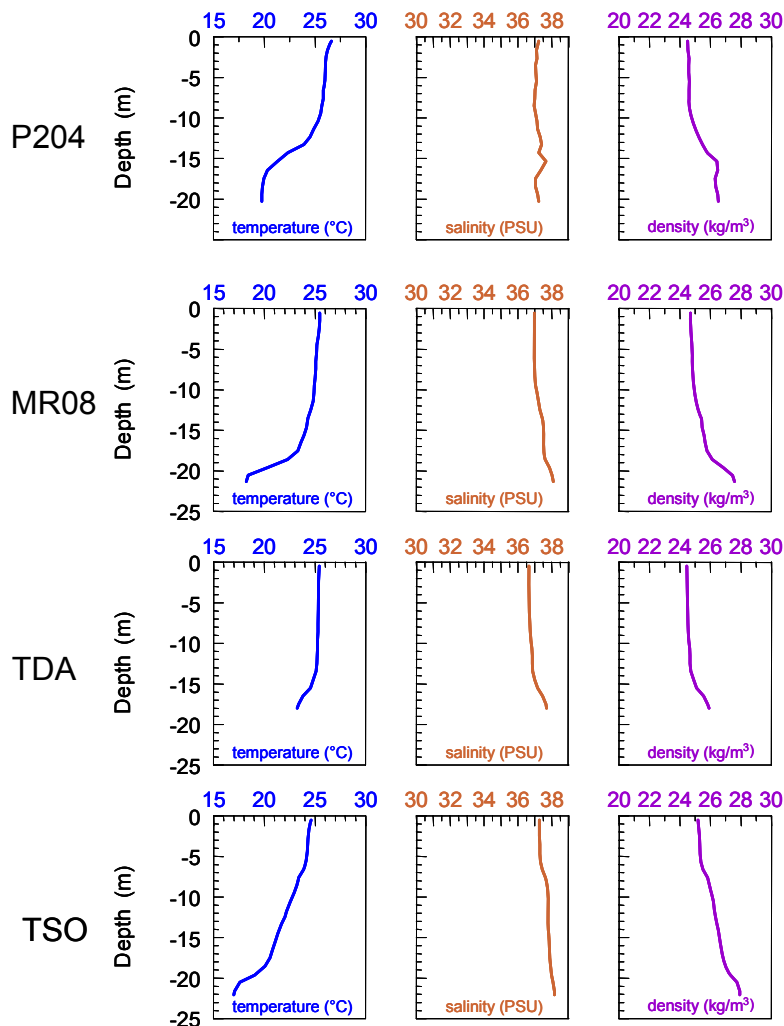 15 20 25 30 30 32 34 36 38 20 22 24 26 28 30
0
-5
-10
-15
-20
P204
Depth (m)
temperature (°C) salinity (PSU) density (kg/m³)
15 20 25 30 30 32 34 36 38 20 22 24 26 28 30
0
-5
-10
-15
-20
-25
MR08
Depth (m)
temperature (°C) salinity (PSU) density (kg/m³)
15 20 25 30 30 32 34 36 38 20 22 24 26 28 30
0
-5
-10
-15
-20
-25
TDA
Depth (m)
temperature (°C) salinity (PSU) density (kg/m³)
15 20 25 30 30 32 34 36 38 20 22 24 26 28 30
0
-5
-10
-15
-20
-25
TSO
Depth (m)
temperature (°C) salinity (PSU) density (kg/m³)